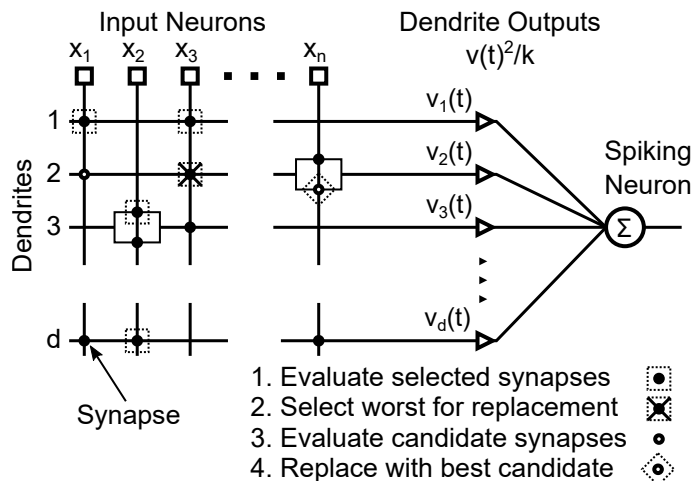 Input Neurons
Dendrite Outputs
v(t)²/k
x₁ x₂ x₃ xₙ
1
v₁(t)
2
v₂(t)
Spiking
Neuron
3
v₃(t)
Σ
Dendrites
d
v_d(t)
Synapse
1. Evaluate selected synapses
2. Select worst for replacement
3. Evaluate candidate synapses
4. Replace with best candidate